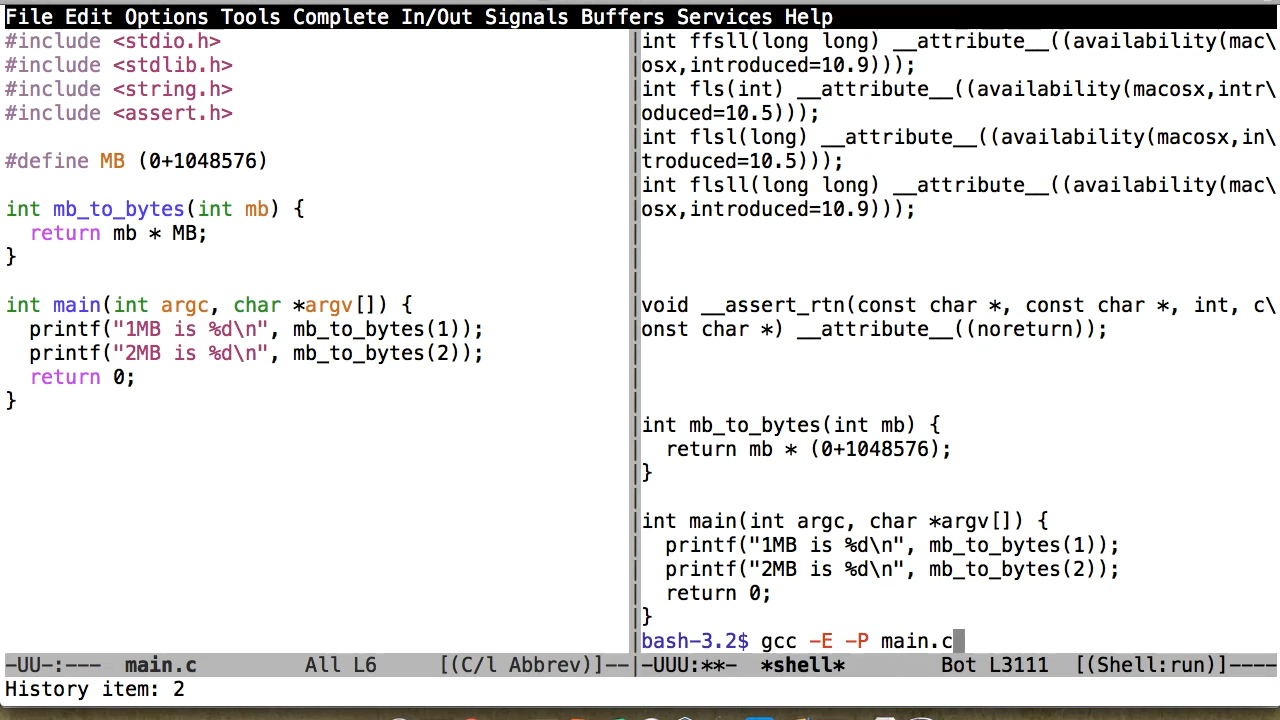 File Edit Options Tools Complete In/Out Signals Buffers Services Help
#include <stdio.h>
#include <stdlib.h>
#include <string.h>
#include <assert.h>
#define MB (0+1048576)
int mb_to_bytes(int mb) {
  return mb * MB;
}
int main(int argc, char *argv[]) {
  printf("1MB is %d\n", mb_to_bytes(1));
  printf("2MB is %d\n", mb_to_bytes(2));
  return 0;
}
-UU-:---  main.c         All L6     [(C/l Abbrev)]--
int ffsll(long long) __attribute__((availability(mac\
osx,introduced=10.9)));
int fls(int) __attribute__((availability(macosx,intr\
oduced=10.5)));
int flsl(long) __attribute__((availability(macosx,in\
troduced=10.5)));
int flsll(long long) __attribute__((availability(mac\
osx,introduced=10.9)));
void __assert_rtn(const char *, const char *, int, c\
onst char *) __attribute__((noreturn));
int mb_to_bytes(int mb) {
  return mb * (0+1048576);
}
int main(int argc, char *argv[]) {
  printf("1MB is %d\n", mb_to_bytes(1));
  printf("2MB is %d\n", mb_to_bytes(2));
  return 0;
}
bash-3.2$ gcc -E -P main.c
-UUU:**-  *shell*        Bot L3111  [(Shell:run)]----
History item: 2